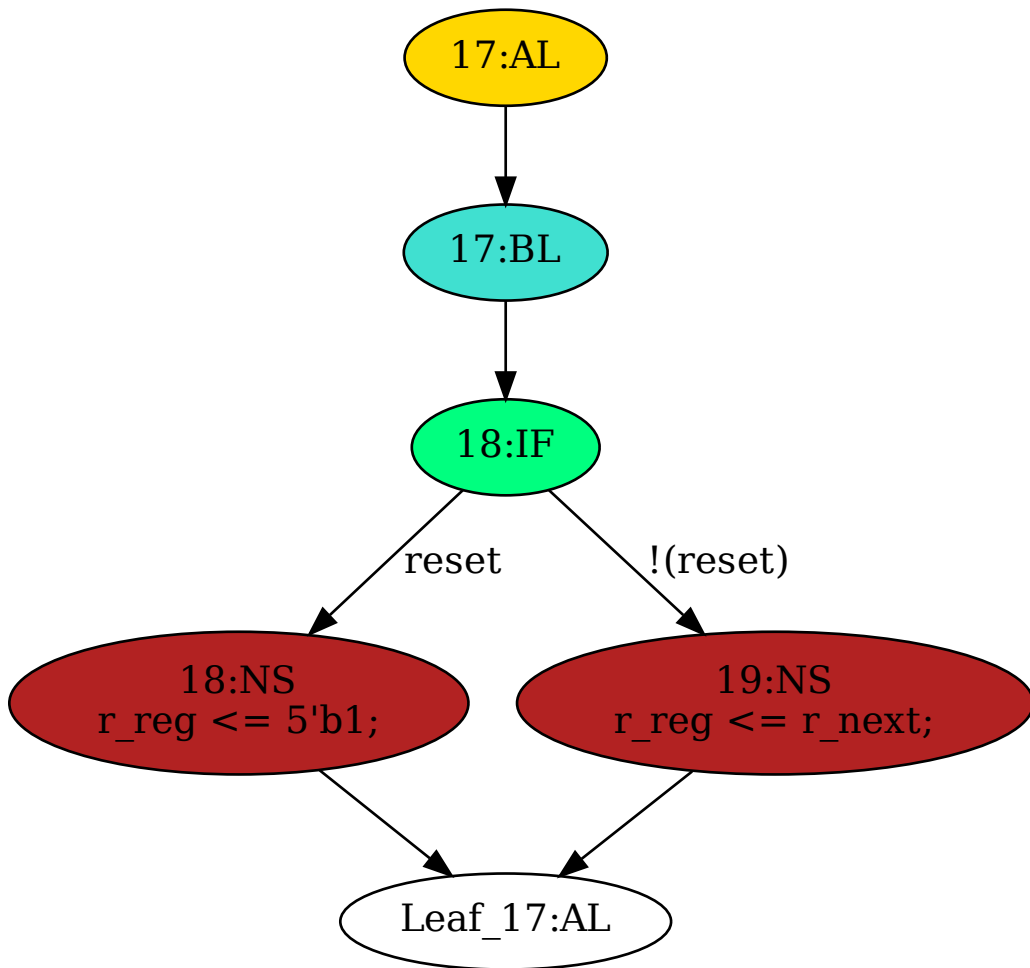 17:AL
17:BL
18:IF
reset
!(reset)
18:NS
r_reg <= 5'b1;
19:NS
r_reg <= r_next;
Leaf_17:AL